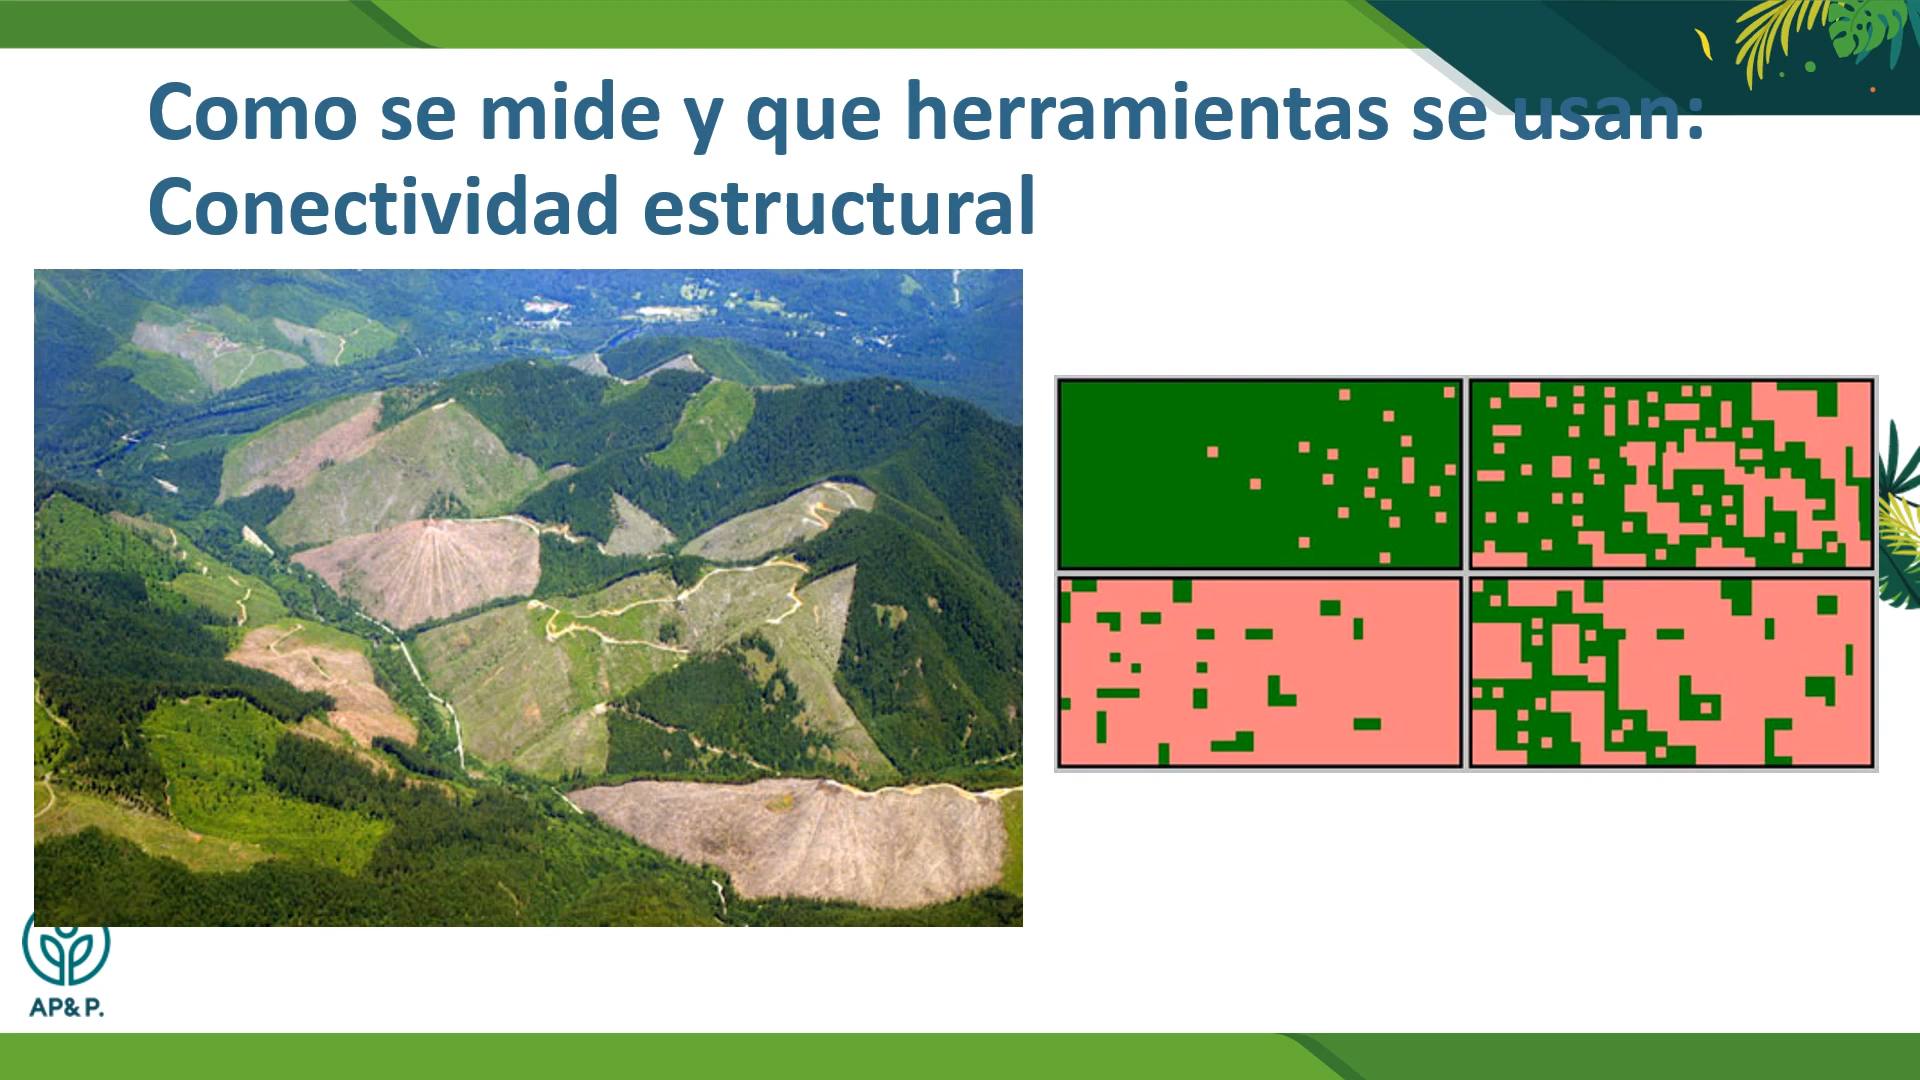 Como se mide y que herramientas se usan:
Conectividad estructural
AP&P.